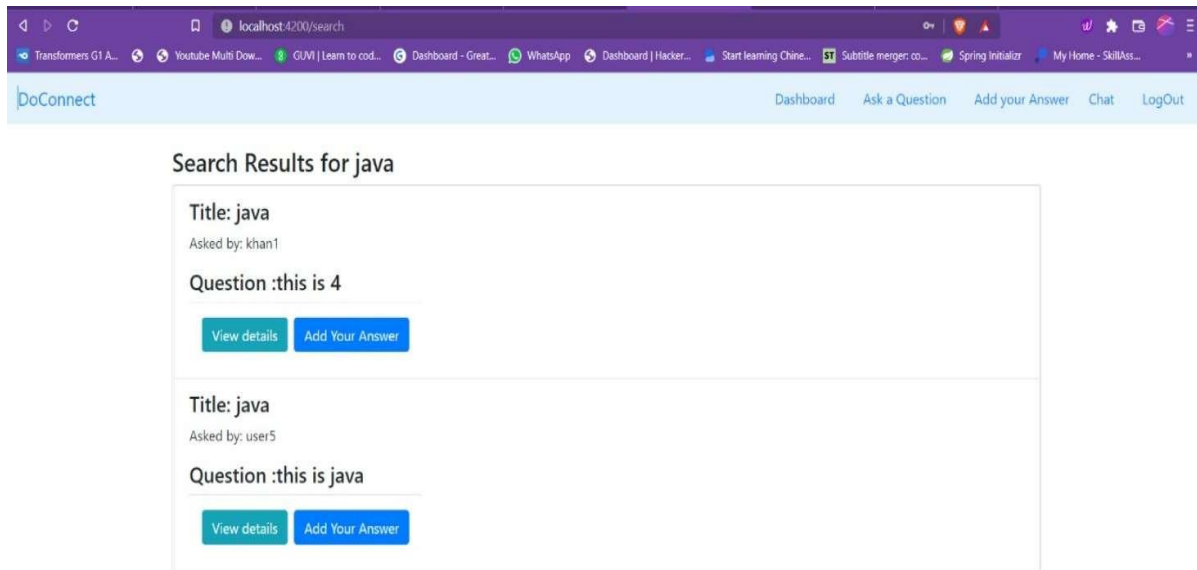 localhost:4200/search
Transformers G1 A... Youtube Multi Dow... GUVI | Learn to cod... Dashboard - Great... WhatsApp Dashboard | Hacker... Start learning Chine... ST Subtitle merger: co... Spring Initializr My Home - SkillAss... »
DoConnect Dashboard Ask a Question Add your Answer Chat LogOut
Search Results for java
Title: java
Asked by: khan1
Question :this is 4
View details Add Your Answer
Title: java
Asked by: user5
Question :this is java
View details Add Your Answer